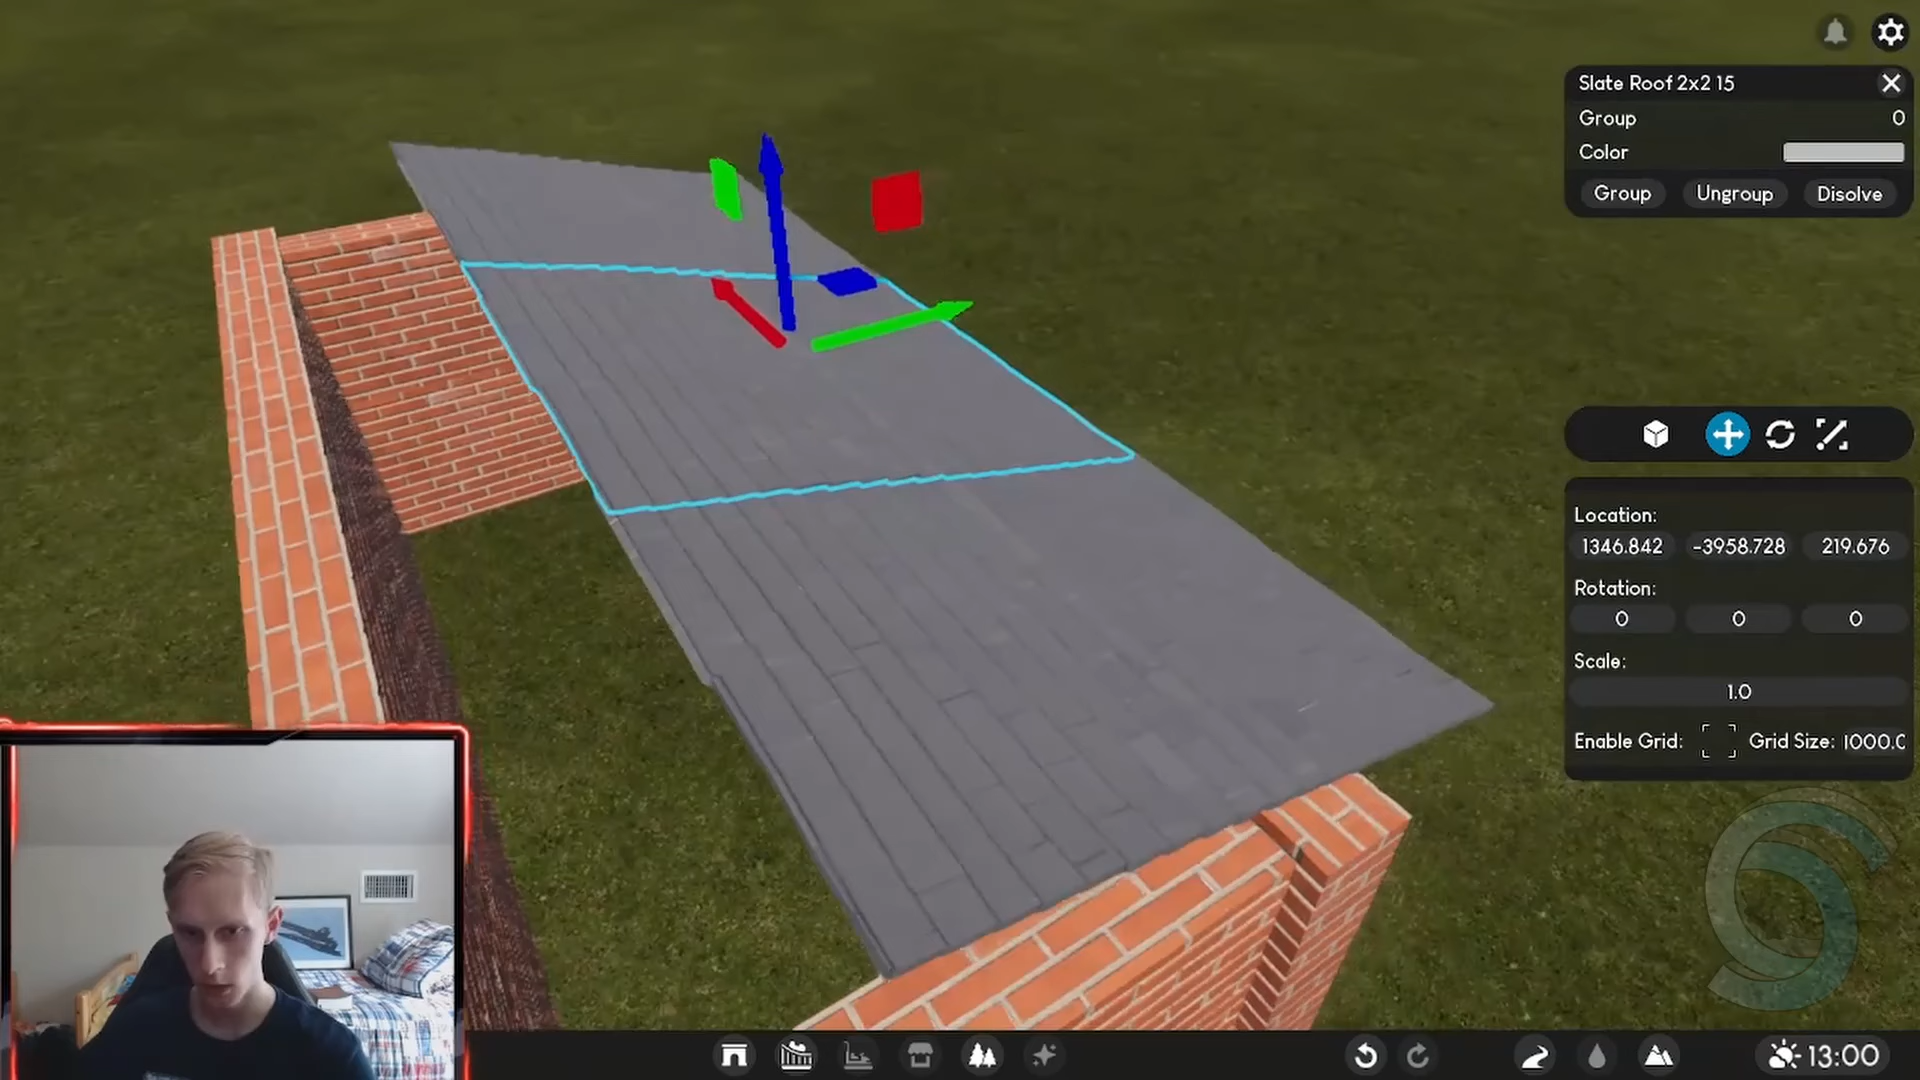 Slate Roof 2x2 15
Group 0
Color
Group Ungroup Disolve
Location:
1346.842 -3958.728 219.676
Rotation:
0 0 0
Scale:
1.0
Enable Grid: Grid Size: 1000.0
13:00